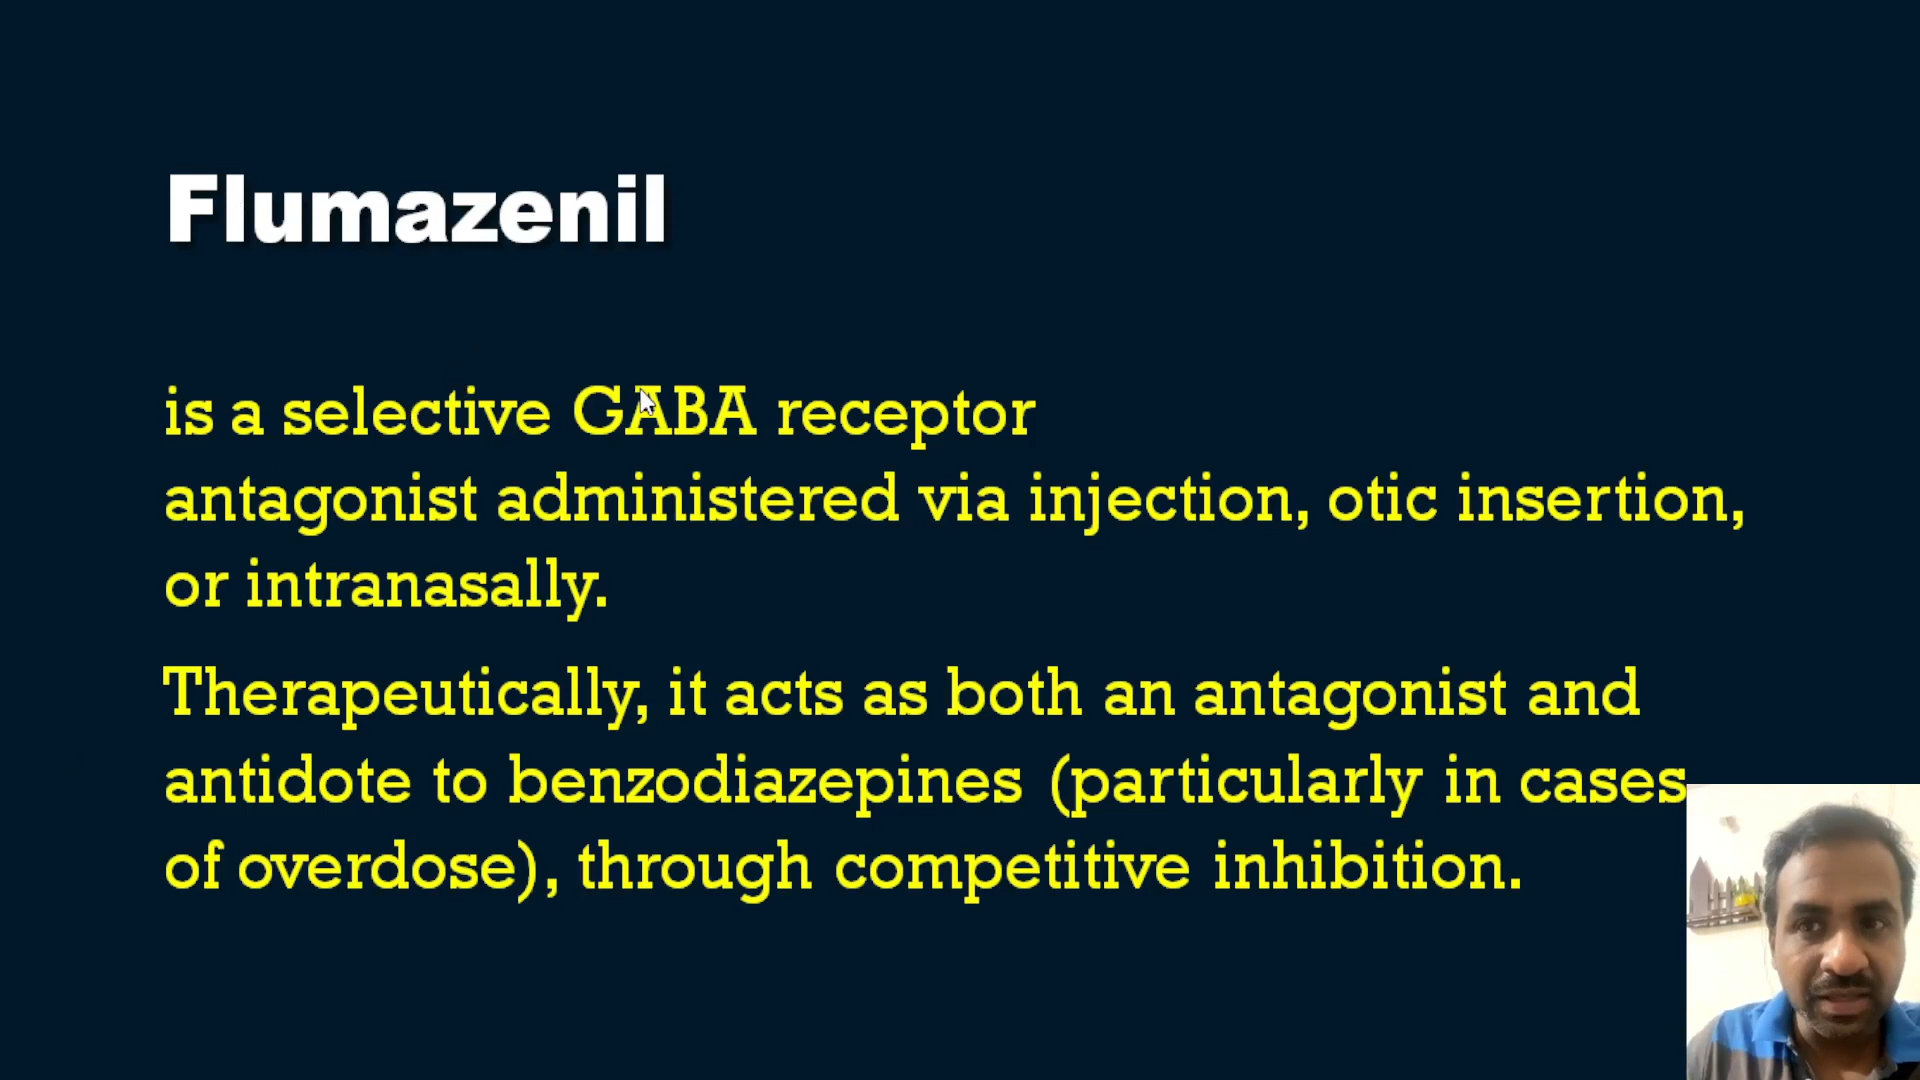 Flumazenil
is a selective GABA receptor
antagonist administered via injection, otic insertion,
or intranasally.
Therapeutically, it acts as both an antagonist and
antidote to benzodiazepines (particularly in cases
of overdose), through competitive inhibition.